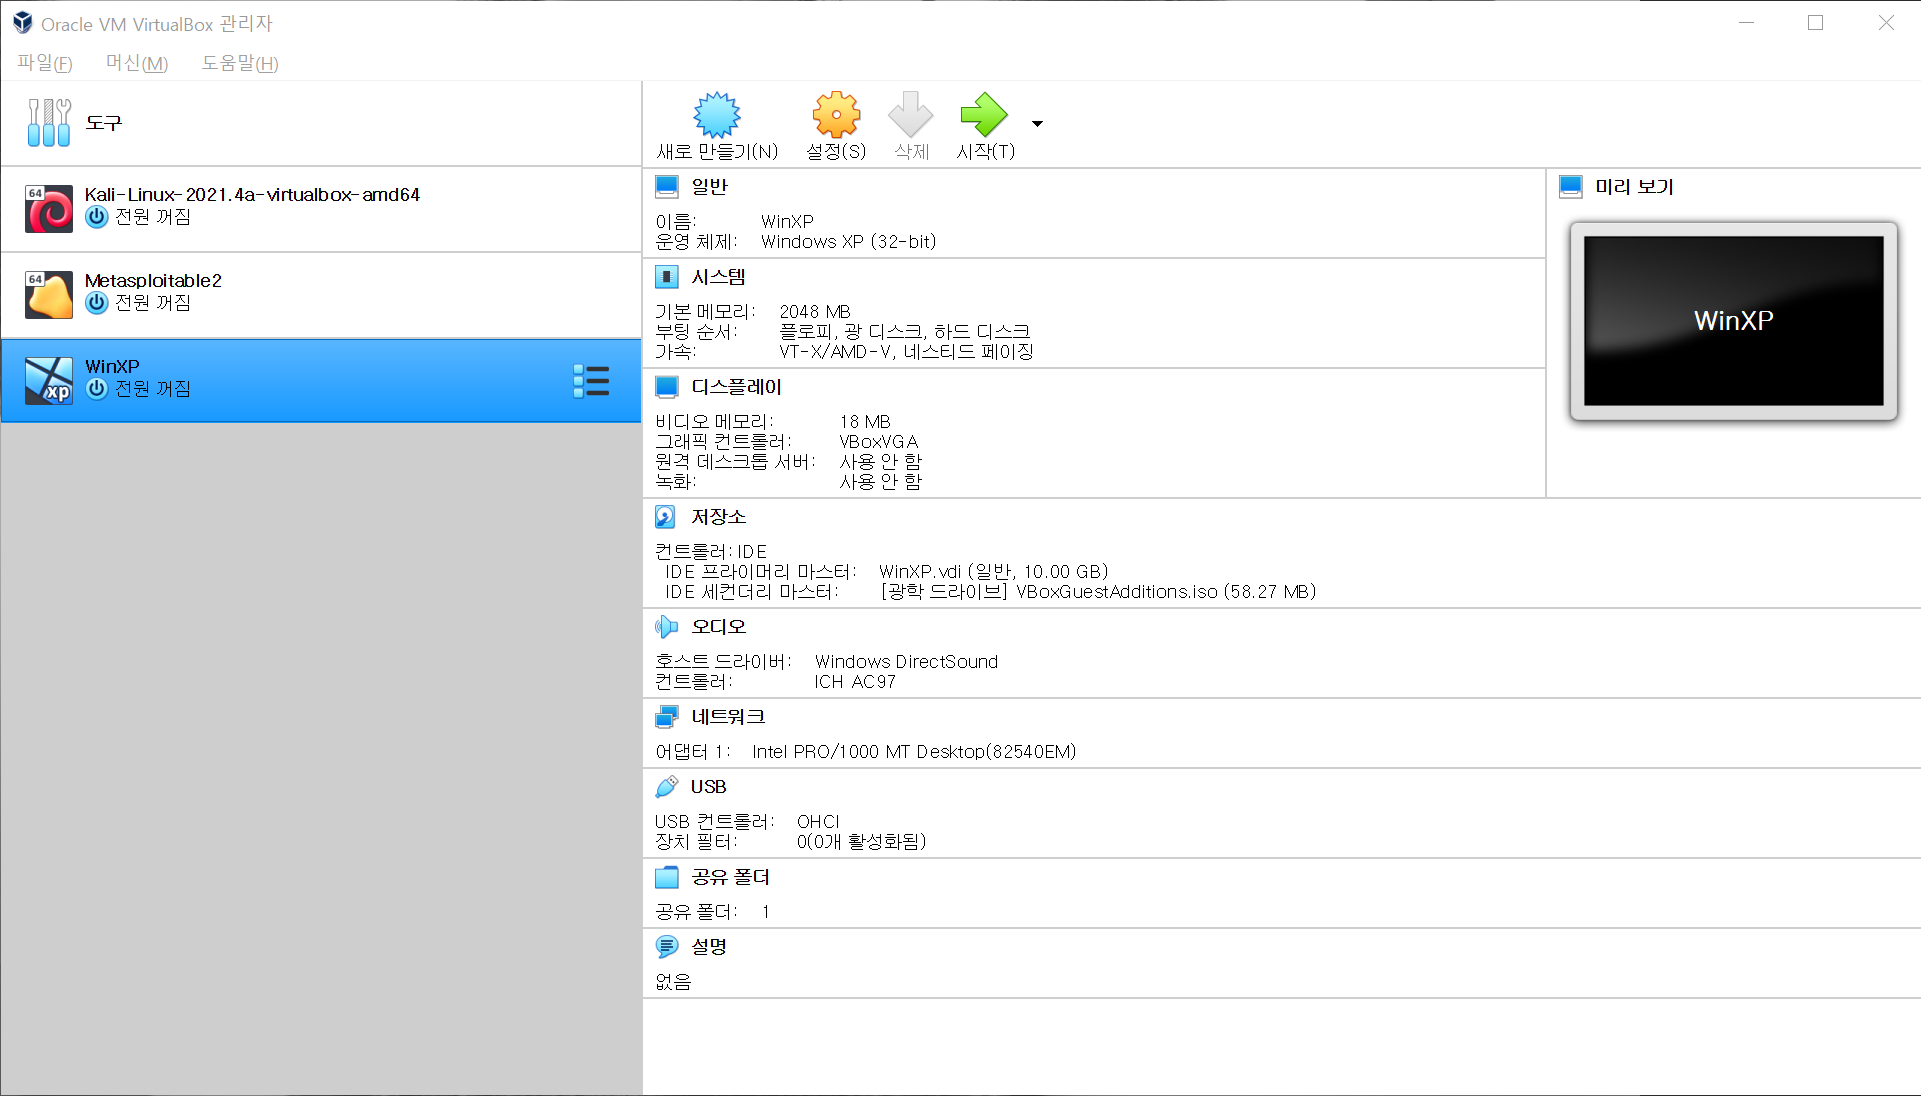 Oracle VM VirtualBox 관리자
파일(F) 머신(M) 도움말(H)
도구
64
Kali-Linux-2021.4a-virtualbox-amd64
전원 꺼짐
64
Metasploitable2
전원 꺼짐
xp
WinXP
전원 꺼짐
새로 만들기(N) 설정(S) 삭제 시작(T)
일반
이름: WinXP
운영 체제: Windows XP (32-bit)
시스템
기본 메모리: 2048 MB
부팅 순서: 플로피, 광 디스크, 하드 디스크
가속: VT-X/AMD-V, 네스티드 페이징
디스플레이
비디오 메모리: 18 MB
그래픽 컨트롤러: VBoxVGA
원격 데스크톱 서버: 사용 안 함
녹화: 사용 안 함
미리 보기
WinXP
저장소
컨트롤러: IDE
IDE 프라이머리 마스터: WinXP.vdi (일반, 10.00 GB)
IDE 세컨더리 마스터: [광학 드라이브] VBoxGuestAdditions.iso (58.27 MB)
오디오
호스트 드라이버: Windows DirectSound
컨트롤러: ICH AC97
네트워크
어댑터 1: Intel PRO/1000 MT Desktop(82540EM)
USB
USB 컨트롤러: OHCI
장치 필터: 0(0개 활성화됨)
공유 폴더
공유 폴더: 1
설명
없음